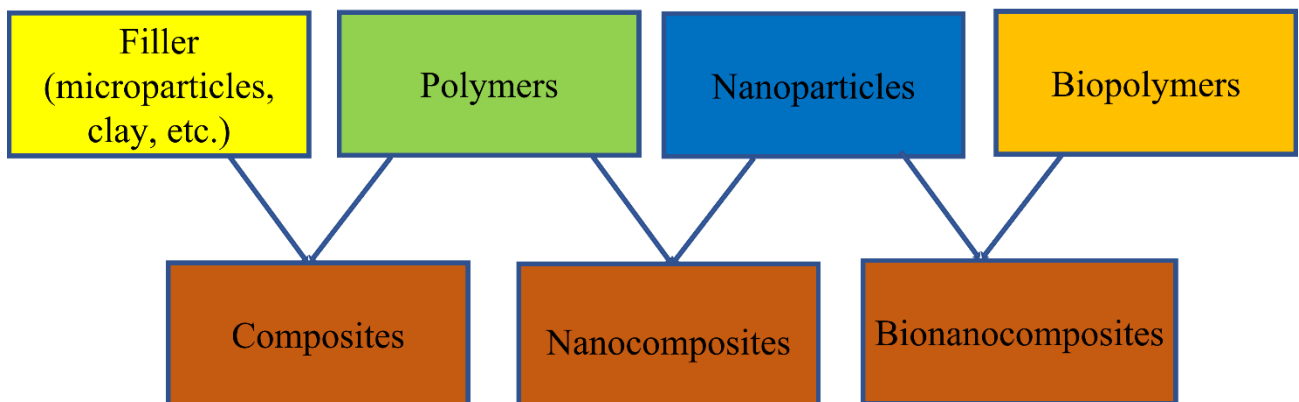 Filler
(microparticles,
clay, etc.)
Polymers
Nanoparticles
Biopolymers
Composites
Nanocomposites
Bionanocomposites